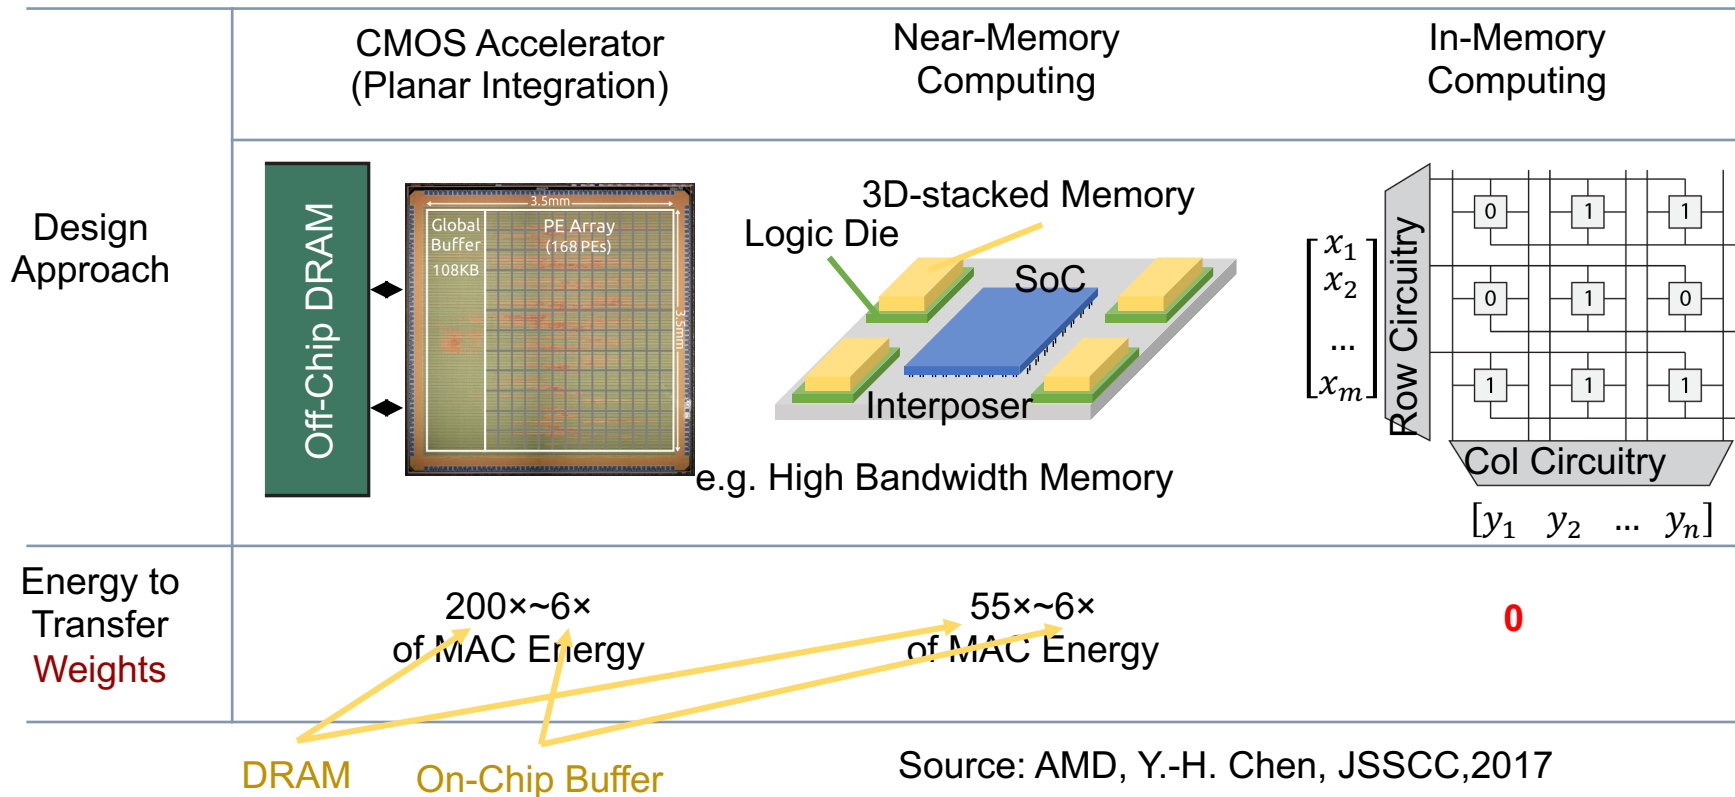 CMOS Accelerator
(Planar Integration)
Near-Memory
Computing
In-Memory
Computing
Design
Approach
Off-Chip DRAM
3.5mm
Global
Buffer
108KB
PE Array
(168 PEs)
3.5mm
3D-stacked Memory
Logic Die
SoC
Interposer
e.g. High Bandwidth Memory
x₁
x₂
...
xₘ
Row Circuitry
0 1 1
0 1 0
1 1 1
Col Circuitry
[y₁ y₂ ... yₙ]
Energy to
Transfer
Weights
200×~6×
of MAC Energy
55×~6×
of MAC Energy
0
DRAM
On-Chip Buffer
Source: AMD, Y.-H. Chen, JSSCC,2017